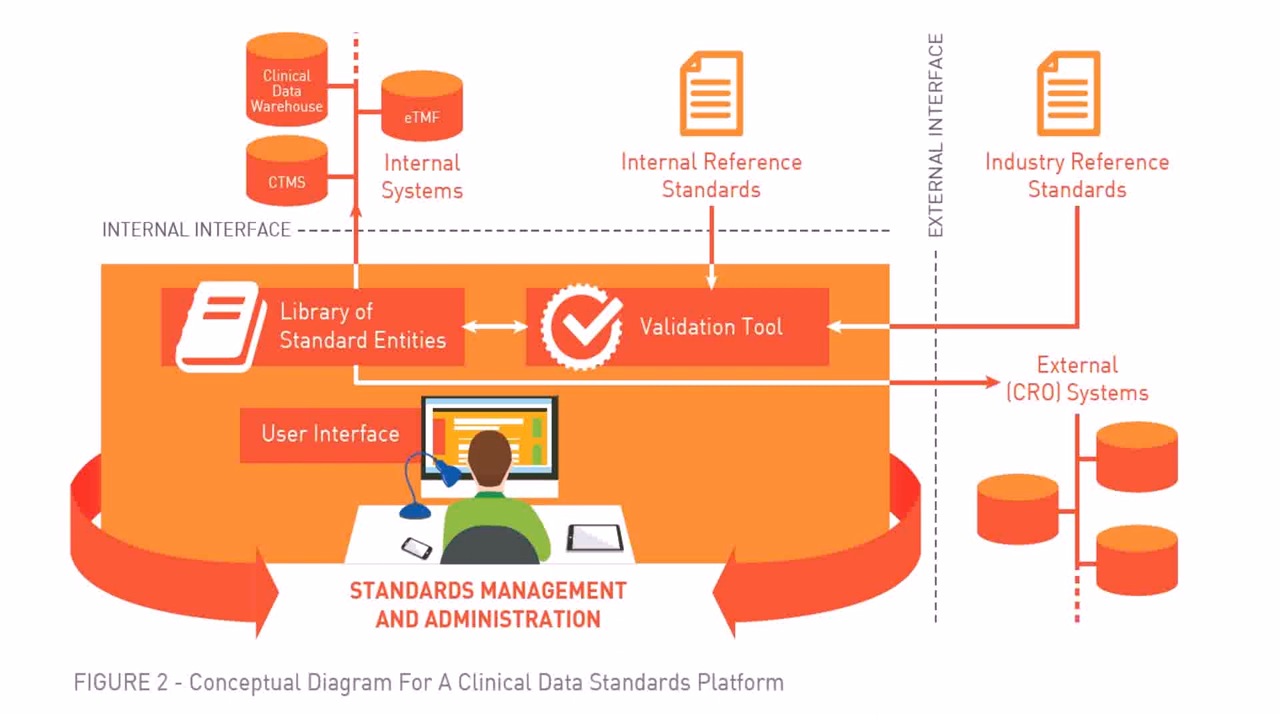 Clinical
Data
Warehouse
eTMF
CTMS
Internal
Systems
Internal Reference
Standards
EXTERNAL INTERFACE
Industry Reference
Standards
INTERNAL INTERFACE
Library of
Standard Entities
Validation Tool
External
(CRO) Systems
User Interface
STANDARDS MANAGEMENT
AND ADMINISTRATION
FIGURE 2 - Conceptual Diagram For A Clinical Data Standards Platform